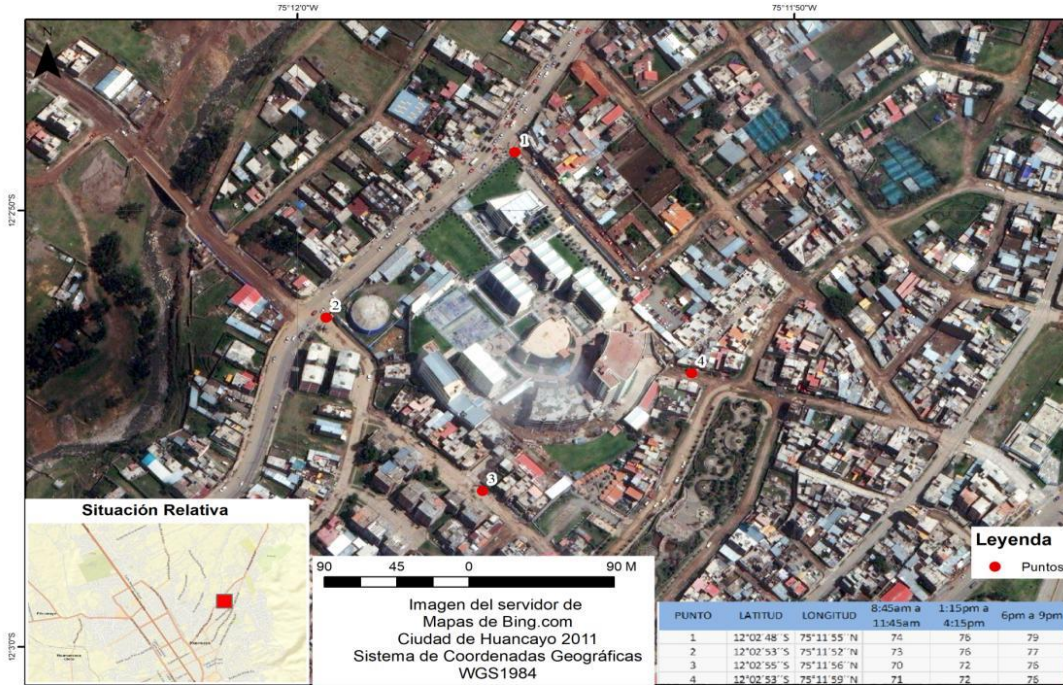 75°12'0"W 75°11'50"W
N
12°2'50"S
12°3'0"S
1
2
3
4
Situación Relativa
90 45 0 90 M
Imagen del servidor de
Mapas de Bing.com
Ciudad de Huancayo 2011
Sistema de Coordenadas Geográficas
WGS1984
Leyenda
Puntos
PUNTO LATITUD LONGITUD 8:45am a 11:45am 1:15pm a 4:15pm 6pm a 9pm
1 12°02´48´´S 75°11´55´´N 74 76 79
2 12°02´53´´S 75°11´52´´N 73 76 77
3 12°02´55´´S 75°11´56´´N 70 72 76
4 12°02´53´´S 75°11´59´´N 71 72 76